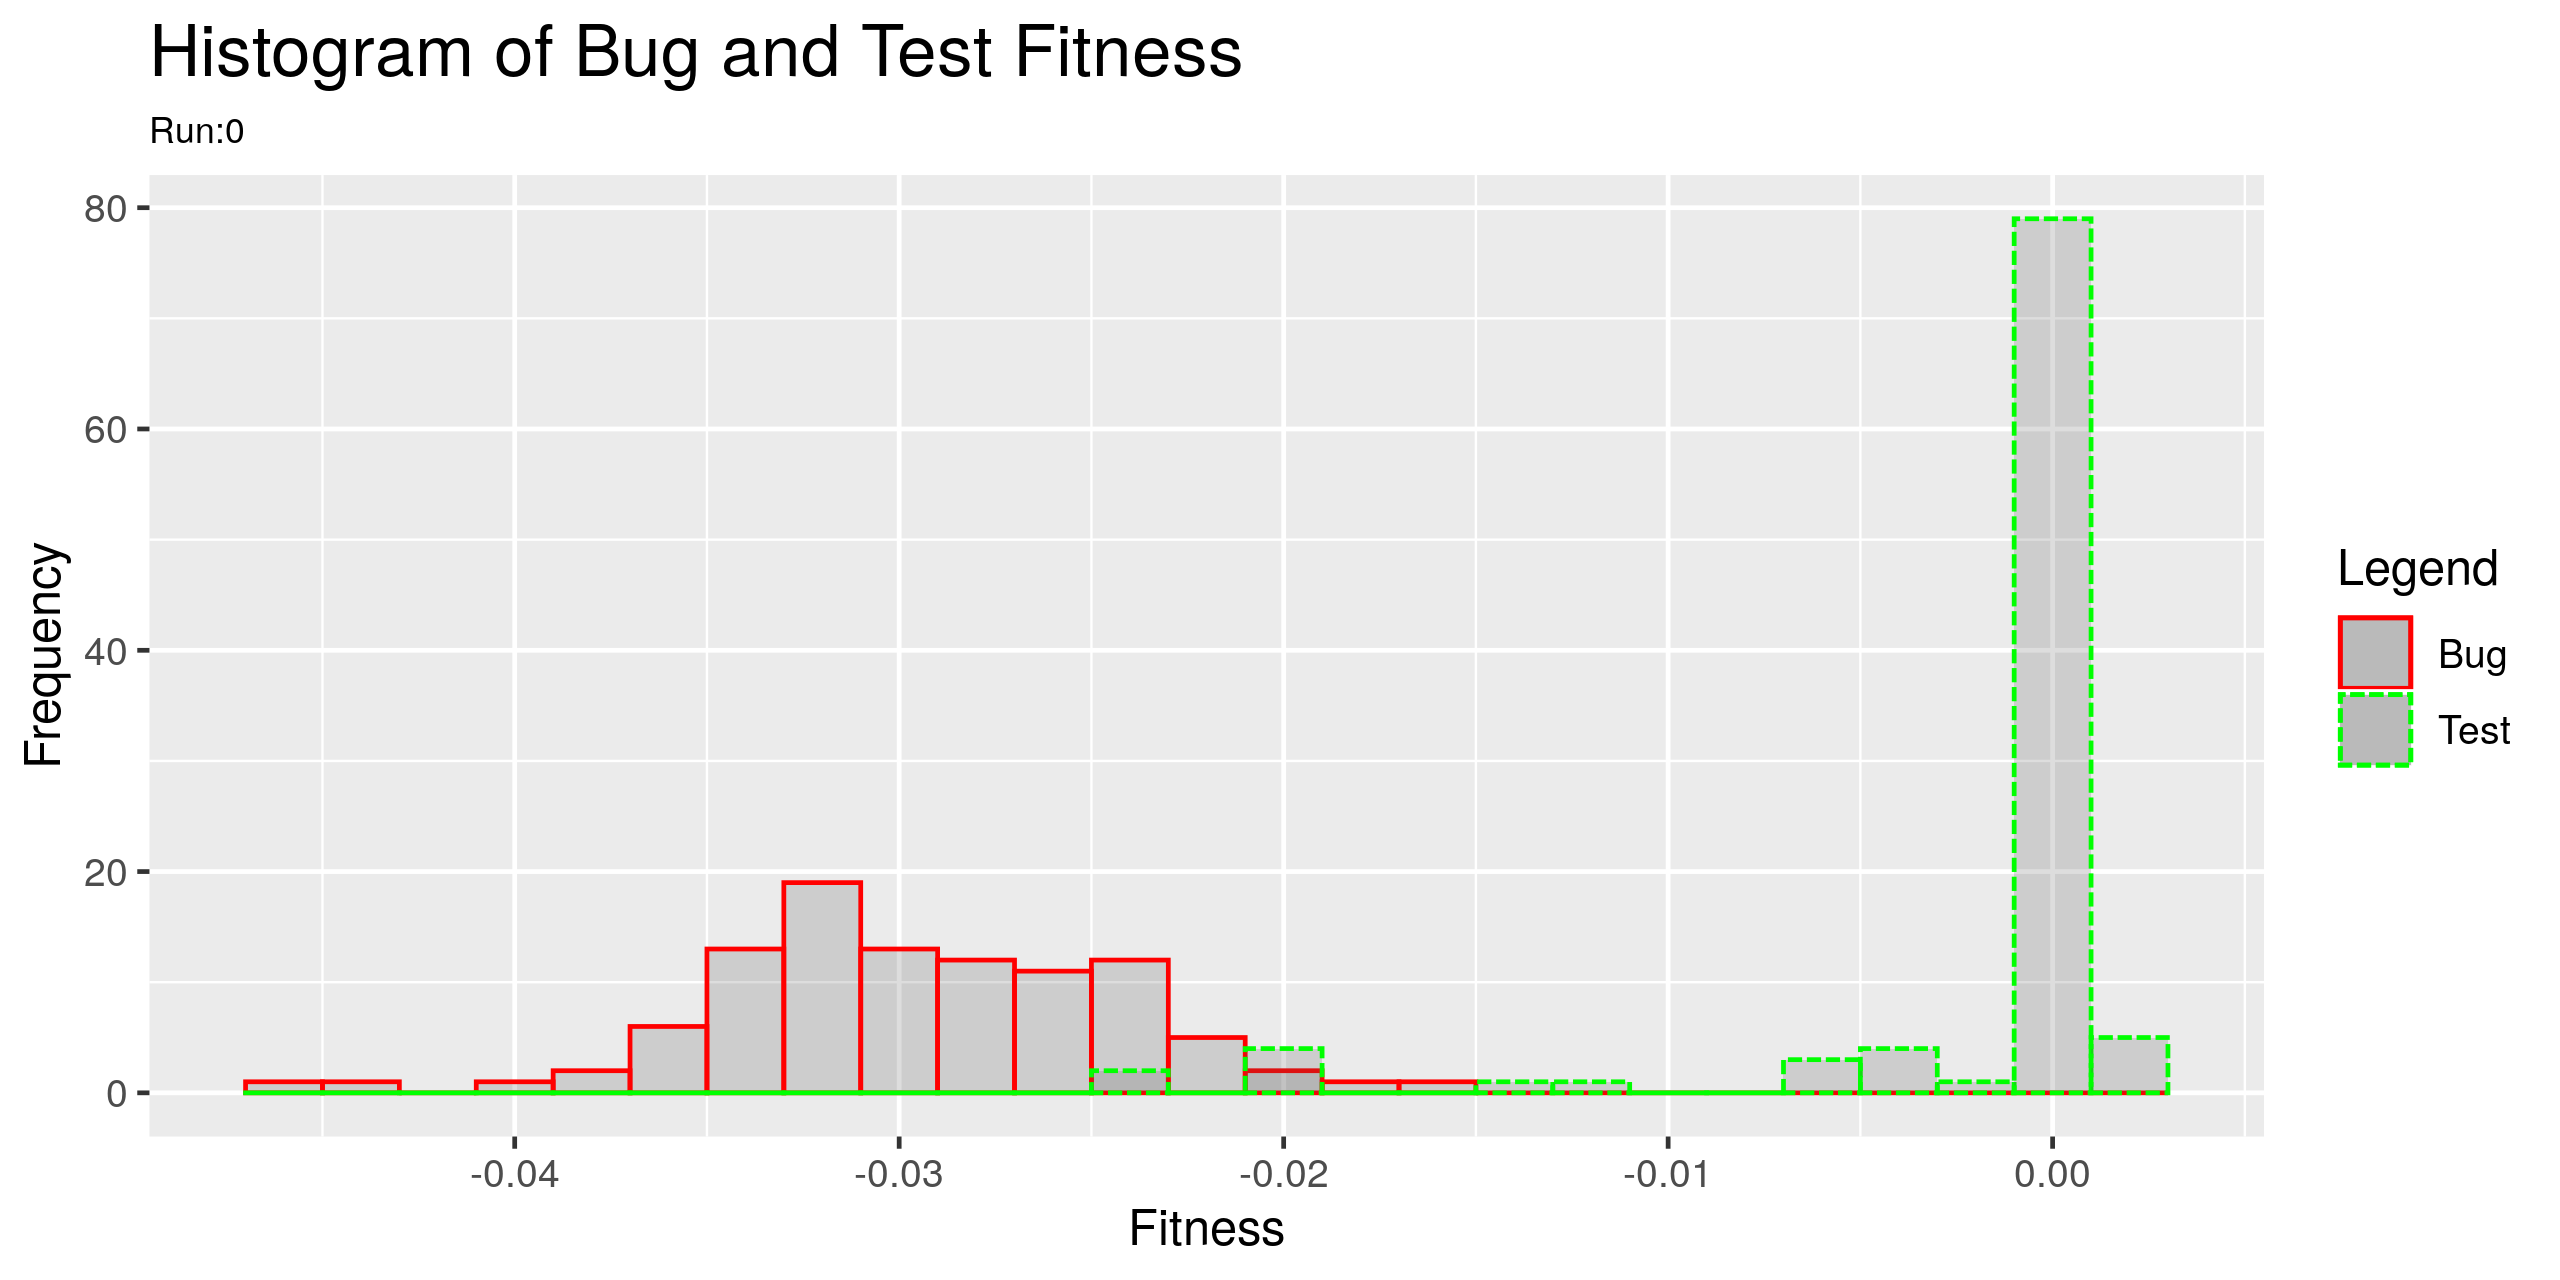 Histogram of Bug and Test Fitness
Run:0
80
60
40
20
0
Frequency
-0.04 -0.03 -0.02 -0.01 0.00
Fitness
Legend
Bug
Test